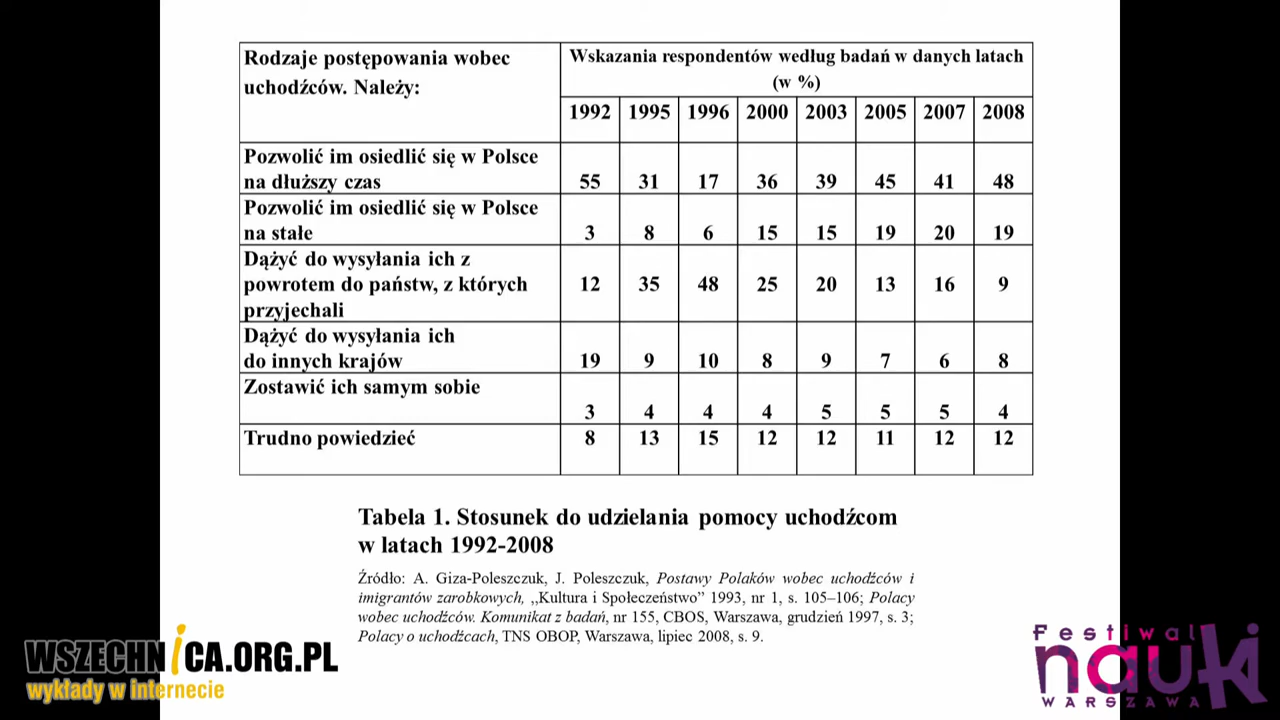 Rodzaje postępowania wobec
uchodźców. Należy:
Wskazania respondentów według badań w danych latach
(w %)
1992 1995 1996 2000 2003 2005 2007 2008
Pozwolić im osiedlić się w Polsce
na dłuższy czas 55 31 17 36 39 45 41 48
Pozwolić im osiedlić się w Polsce
na stałe 3 8 6 15 15 19 20 19
Dążyć do wysyłania ich z
powrotem do państw, z których 12 35 48 25 20 13 16 9
przyjechali
Dążyć do wysyłania ich
do innych krajów 19 9 10 8 9 7 6 8
Zostawić ich samym sobie
3 4 4 4 5 5 5 4
Trudno powiedzieć 8 13 15 12 12 11 12 12
Tabela 1. Stosunek do udzielania pomocy uchodźcom
w latach 1992-2008
Źródło: A. Giza-Poleszczuk, J. Poleszczuk, Postawy Polaków wobec uchodźców i
imigrantów zarobkowych, ,,Kultura i Społeczeństwo” 1993, nr 1, s. 105–106; Polacy
wobec uchodźców. Komunikat z badań, nr 155, CBOS, Warszawa, grudzień 1997, s. 3;
Polacy o uchodźcach, TNS OBOP, Warszawa, lipiec 2008, s. 9.
WSZECHNICA.ORG.PL
wykłady w internecie
Festiwal
nauki
WARSZAWA